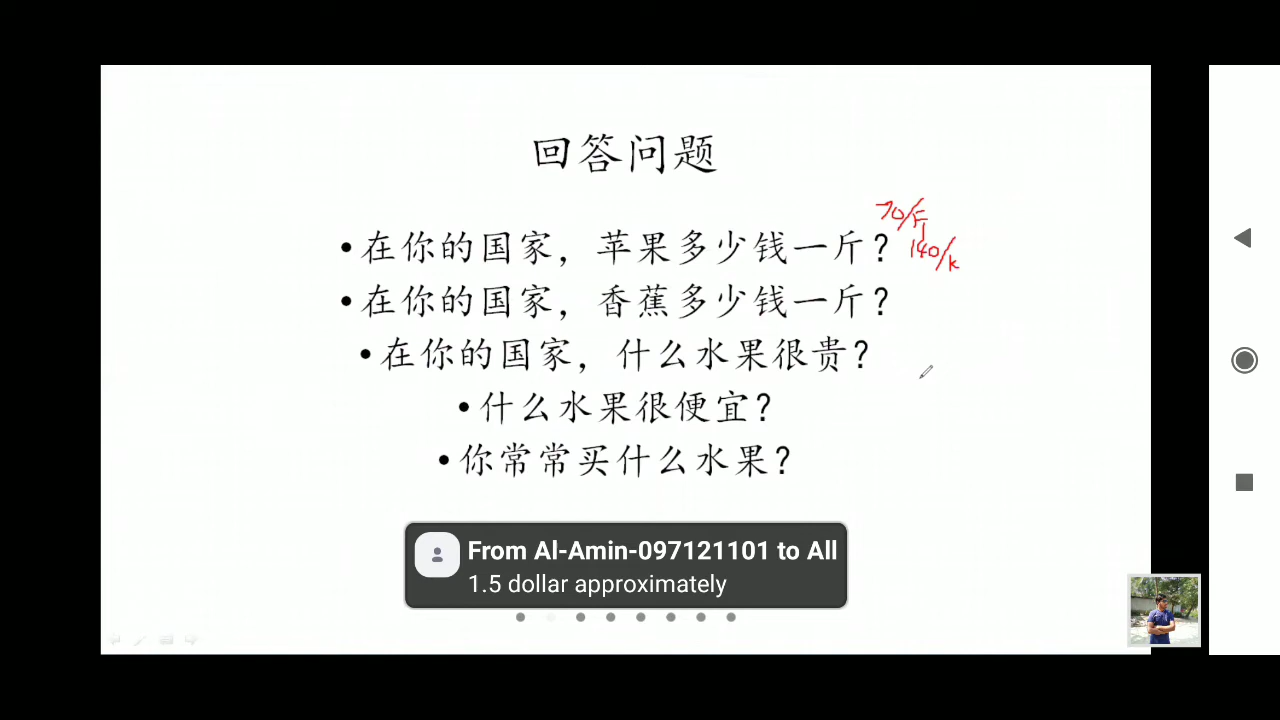 回答问题
70/斤
•在你的国家，苹果多少钱一斤？
140/k
•在你的国家，香蕉多少钱一斤？
•在你的国家，什么水果很贵？
•什么水果很便宜？
•你常常买什么水果？
From Al-Amin-097121101 to All
1.5 dollar approximately